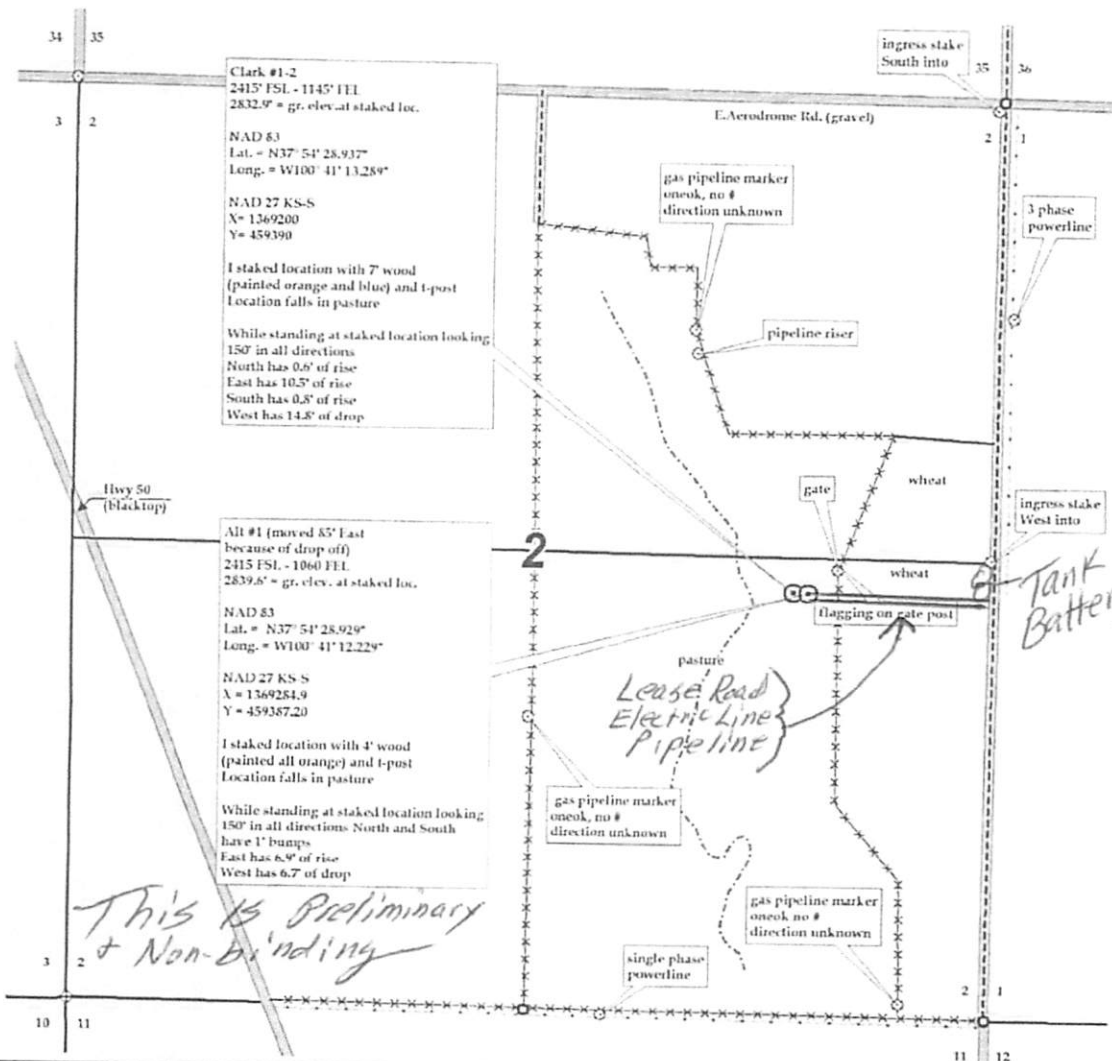 34 35
3 2
Clark #1-2
2415' FSL - 1145' FEL
2832.9' = gr. elev. at staked loc.
NAD 83
Lat. = N37° 54' 28.937"
Long. = W100° 41' 13.289"
NAD 27 KS-S
X= 1369200
Y= 459390
I staked location with 7' wood
(painted orange and blue) and t-post
Location falls in pasture
While standing at staked location looking
150' in all directions
North has 0.6' of rise
East has 10.5' of rise
South has 0.8' of rise
West has 14.8' of drop
ingress stake
South into
35 36
2 1
E.Aerodrome Rd. (gravel)
gas pipeline marker
oneok, no #
direction unknown
3 phase
powerline
pipeline riser
Hwy 50
(blacktop)
gate
wheat
ingress stake
West into
2
wheat
Tank
Batter
flagging on gate post
Alt #1 (moved 85' East
because of drop off)
2415 FSL - 1060 FEL
2839.6' = gr. elev. at staked loc.
NAD 83
Lat. = N37° 54' 28.929"
Long. = W100° 41' 12.229"
NAD 27 KS-S
X = 1369284.9
Y = 459387.20
I staked location with 4' wood
(painted all orange) and t-post
Location falls in pasture
While standing at staked location looking
150' in all directions North and South
have 1' bumps
East has 6.9' of rise
West has 6.7' of drop
pasture
Lease Road
Electric Line
Pipeline
gas pipeline marker
oneok, no #
direction unknown
This is Preliminary
& Non-binding
gas pipeline marker
oneok no #
direction unknown
single phase
powerline
3 2
10 11
2 1
11 12